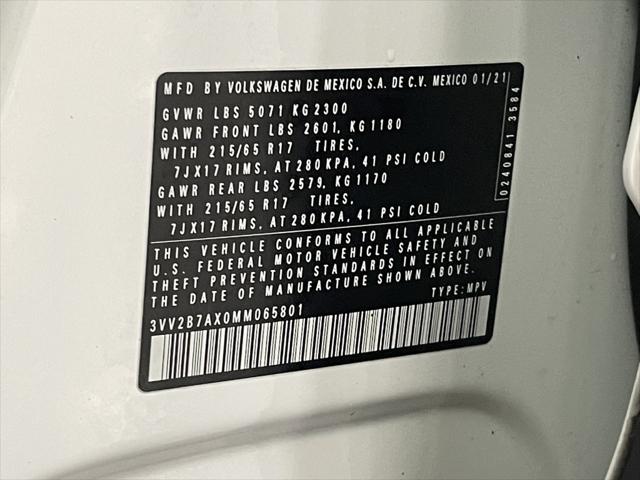 MFD BY VOLKSWAGEN DE MEXICO S.A. DE C.V. MEXICO 01/21
GVWR LBS 5071 KG 2300
GAWR FRONT LBS 2601, KG 1180
WITH 215/65 R17 TIRES,
7JX17 RIMS, AT 280 KPA, 41 PSI COLD
GAWR REAR LBS 2579, KG 1170
WITH 215/65 R17 TIRES,
7JX17 RIMS, AT 280 KPA, 41 PSI COLD
0240841 3584
THIS VEHICLE CONFORMS TO ALL APPLICABLE
U.S. FEDERAL MOTOR VEHICLE SAFETY AND
THEFT PREVENTION STANDARDS IN EFFECT ON
THE DATE OF MANUFACTURE SHOWN ABOVE.
3VV2B7AX0MM065801 TYPE: MPV